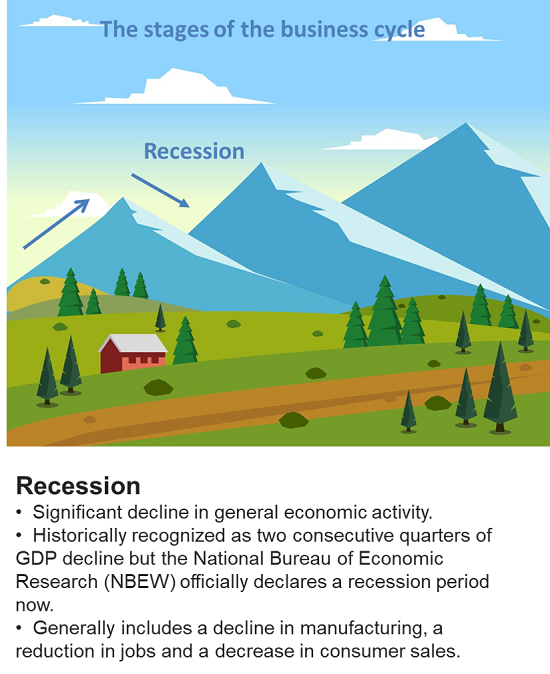 The stages of the business cycle
Recession
Recession
• Significant decline in general economic activity.
• Historically recognized as two consecutive quarters of
GDP decline but the National Bureau of Economic
Research (NBEW) officially declares a recession period
now.
• Generally includes a decline in manufacturing, a
reduction in jobs and a decrease in consumer sales.